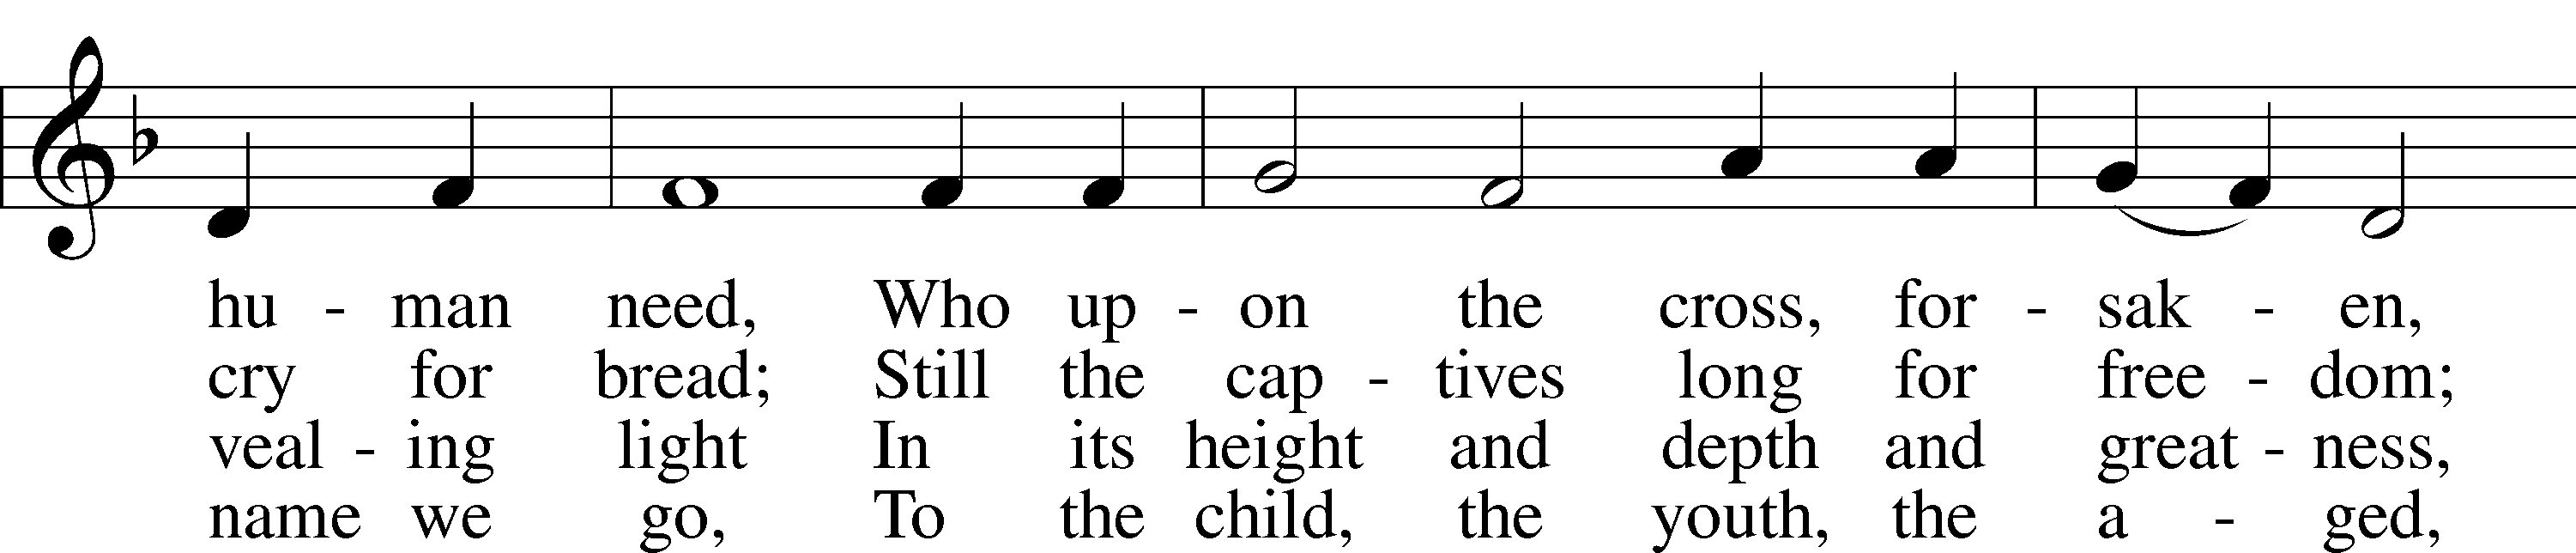 hu - man need, Who up - on the cross, for - sak - en,
cry for bread; Still the cap - tives long for free - dom;
veal - ing light In its height and depth and great - ness,
name we go, To the child, the youth, the a - ged,